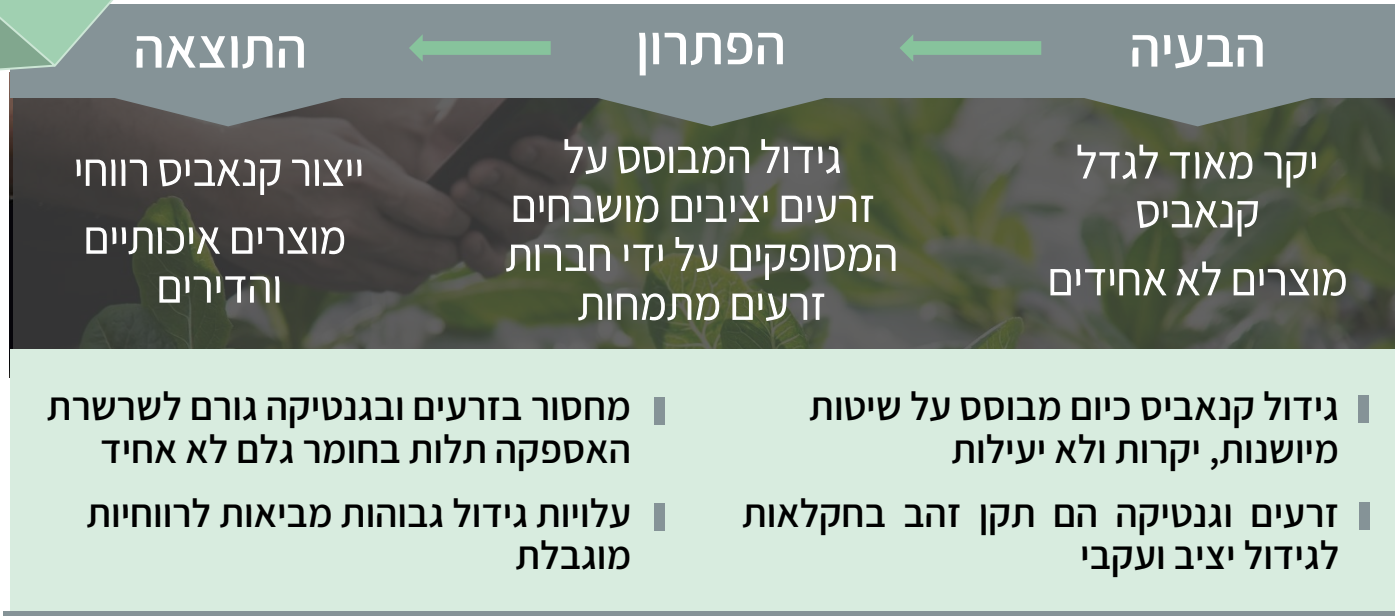 הבעיה
הפתרון
התוצאה
יקר מאוד לגדל
קנאביס
מוצרים לא אחידים
גידול המבוסס על
זרעים יציבים מושבחים
המסופקים על ידי חברות
זרעים מתמחות
ייצור קנאביס רווחי
מוצרים איכותיים
והדירים
גידול קנאביס כיום מבוסס על שיטות
מיושנות, יקרות ולא יעילות
זרעים וגנטיקה הם תקן זהב בחקלאות
לגידול יציב ועקבי
מחסור בזרעים ובגנטיקה גורם לשרשרת
האספקה תלות בחומר גלם לא אחיד
עלויות גידול גבוהות מביאות לרווחיות
מוגבלת